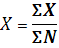 X = ΣX / ΣN